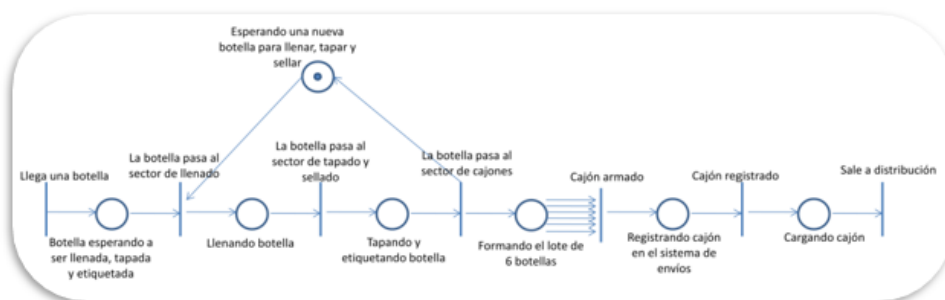 Esperando una nueva
botella para llenar, tapar y
sellar
La botella pasa al
sector de llenado
La botella pasa al
sector de tapado y
sellado
La botella pasa al
sector de cajones
Llega una botella
Cajón armado
Cajón registrado
Sale a distribución
Botella esperando a
ser llenada, tapada
y etiquetada
Llenando botella
Tapando y
etiquetando botella
Formando el lote de
6 botellas
Registrando cajón
en el sistema de
envíos
Cargando cajón